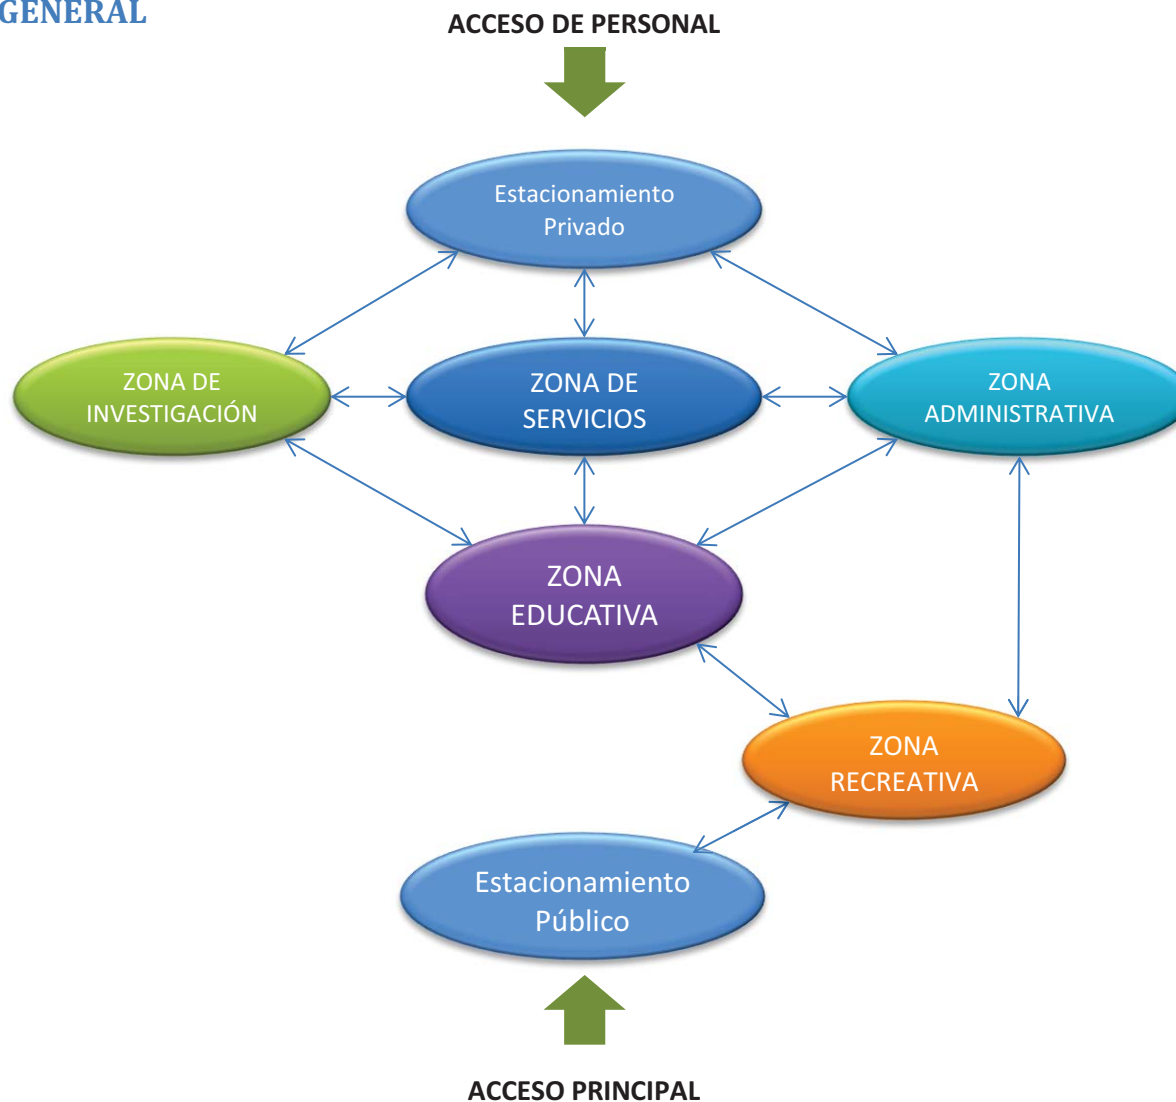 GENERAL
ACCESO DE PERSONAL
Estacionamiento
Privado
ZONA DE
INVESTIGACIÓN
ZONA DE
SERVICIOS
ZONA
ADMINISTRATIVA
ZONA
EDUCATIVA
ZONA
RECREATIVA
Estacionamiento
Público
ACCESO PRINCIPAL